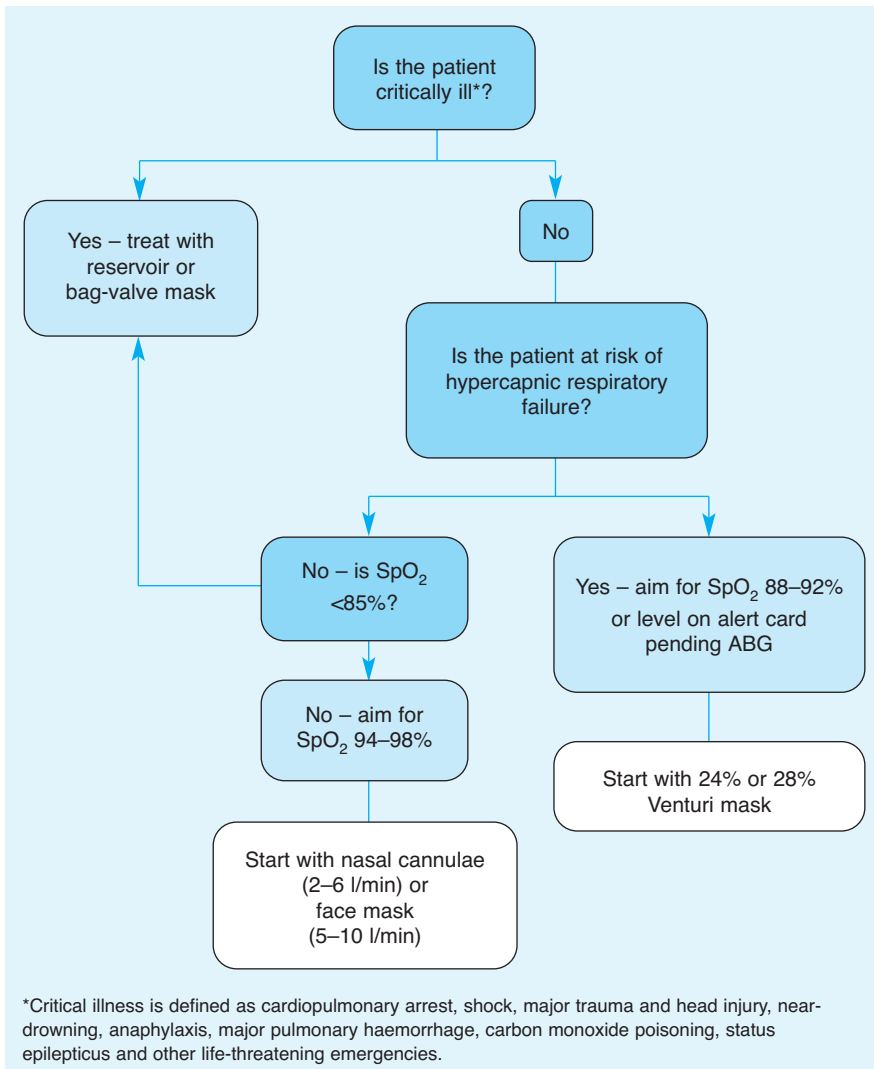 Is the patient
critically ill*?
Yes – treat with
reservoir or
bag-valve mask
No
Is the patient at risk of
hypercapnic respiratory
failure?
No – is SpO₂
<85%?
Yes – aim for SpO₂ 88–92%
or level on alert card
pending ABG
No – aim for
SpO₂ 94–98%
Start with 24% or 28%
Venturi mask
Start with nasal cannulae
(2–6 l/min) or
face mask
(5–10 l/min)
*Critical illness is defined as cardiopulmonary arrest, shock, major trauma and head injury, near-
drowning, anaphylaxis, major pulmonary haemorrhage, carbon monoxide poisoning, status
epilepticus and other life-threatening emergencies.